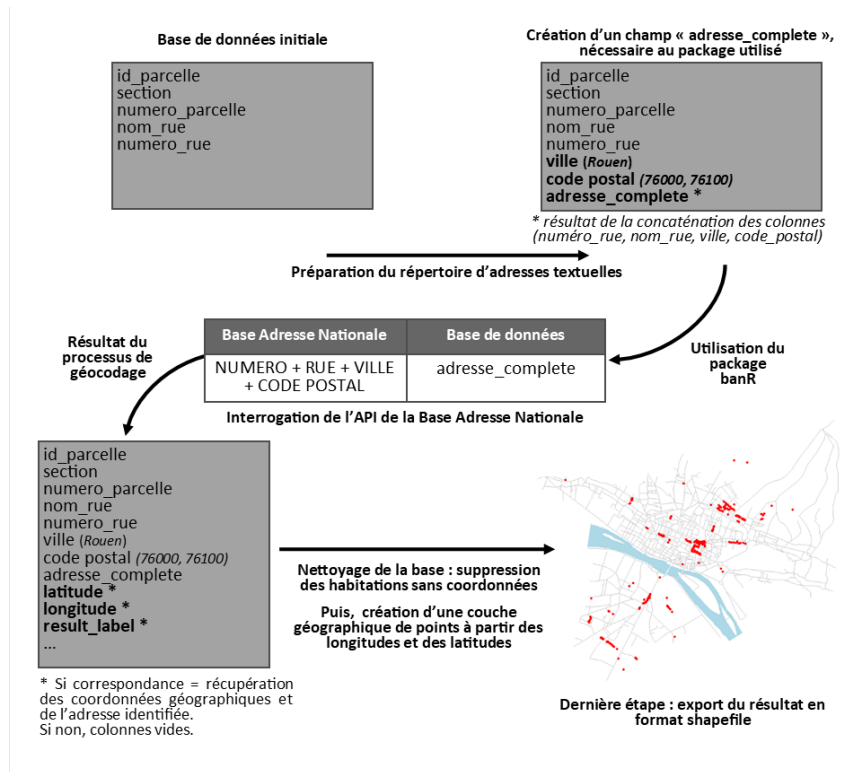 Base de données initiale
id_parcelle
section
numero_parcelle
nom_rue
numero_rue
Création d’un champ « adresse_complete »,
nécessaire au package utilisé
id_parcelle
section
numero_parcelle
nom_rue
numero_rue
ville (Rouen)
code postal (76000, 76100)
adresse_complete *
* résultat de la concaténation des colonnes
(numéro_rue, nom_rue, ville, code_postal)
Préparation du répertoire d’adresses textuelles
Utilisation du
package
banR
Base Adresse Nationale
Base de données
NUMERO + RUE + VILLE
+ CODE POSTAL
adresse_complete
Interrogation de l’API de la Base Adresse Nationale
Résultat du
processus de
géocodage
id_parcelle
section
numero_parcelle
nom_rue
numero_rue
ville (Rouen)
code postal (76000, 76100)
adresse_complete
latitude *
longitude *
result_label *
...
* Si correspondance = récupération
des coordonnées géographiques et
de l’adresse identifiée.
Si non, colonnes vides.
Nettoyage de la base : suppression
des habitations sans coordonnées
Puis, création d’une couche
géographique de points à partir des
longitudes et des latitudes
Dernière étape : export du résultat en
format shapefile